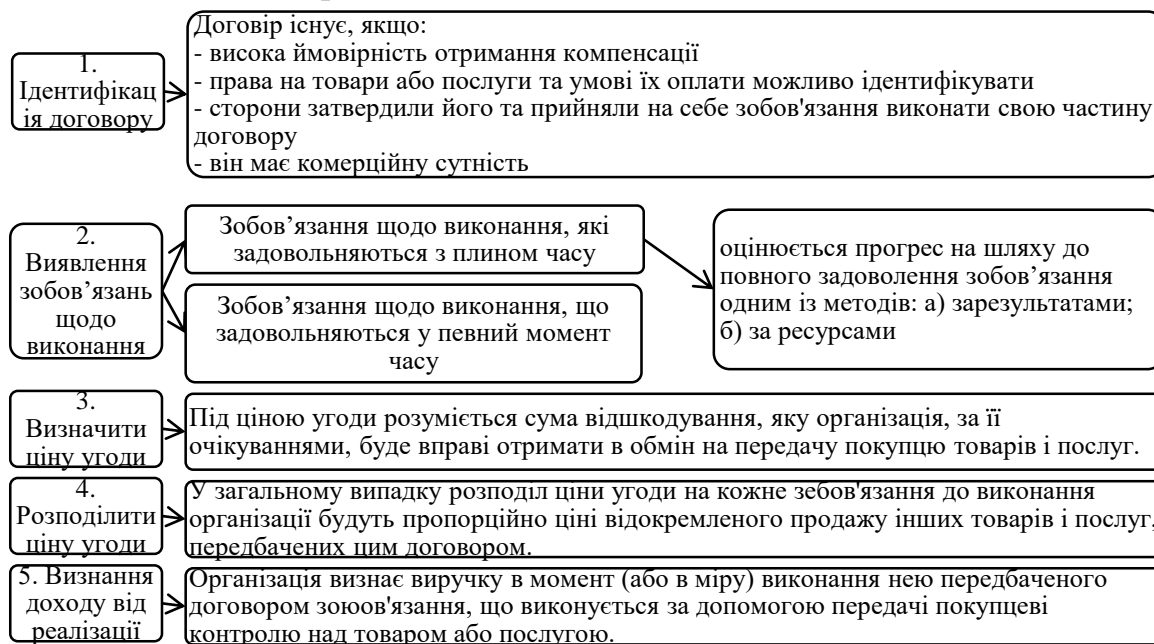 1.
Ідентифікац
ія договору
Договір існує, якщо:
- висока ймовірність отримання компенсації
- права на товари або послуги та умові їх оплати можливо ідентифікувати
- сторони затвердили його та прийняли на себе зобов'язання виконати свою частину
договору
- він має комерційну сутність
2.
Виявлення
зобов’язань
щодо
виконання
Зобов’язання щодо виконання, які
задовольняються з плином часу
Зобов’язання щодо виконання, що
задовольняються у певний момент
часу
оцінюється прогрес на шляху до
повного задоволення зобов’язання
одним із методів: а) зарезультатами;
б) за ресурсами
3.
Визначити
ціну угоди
Під ціною угоди розуміється сума відшкодування, яку організація, за її
очікуваннями, буде вправі отримати в обмін на передачу покупцю товарів і послуг.
4.
Розподілити
ціну угоди
У загальному випадку розподіл ціни угоди на кожне зебов'язання до виконання
організації будуть пропорційно ціні відокремленого продажу інших товарів і послуг,
передбачених цим договором.
5. Визнання
доходу від
реалізації
Організація визнає виручку в момент (або в міру) виконання нею передбаченого
договором зоюов'язання, що виконується за допомогою передачі покупцеві
контролю над товаром або послугою.